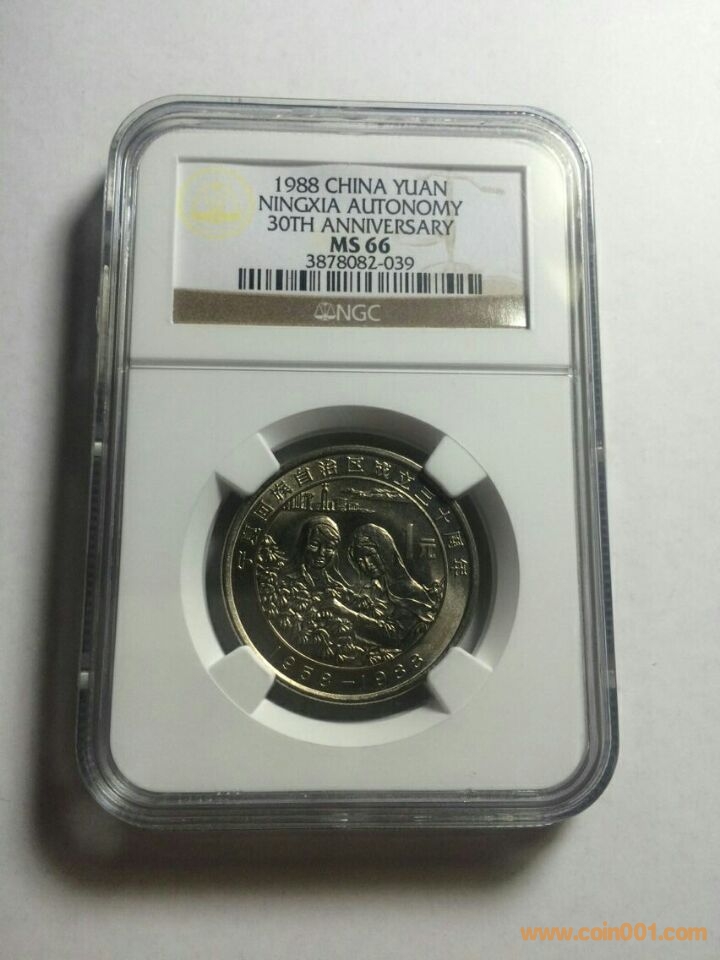 1988 CHINA YUAN
NINGXIA AUTONOMY
30TH ANNIVERSARY
MS 66
3878082-039
NGC
宁夏回族自治区成立三十周年
1元
1958-1988
www.coin001.com